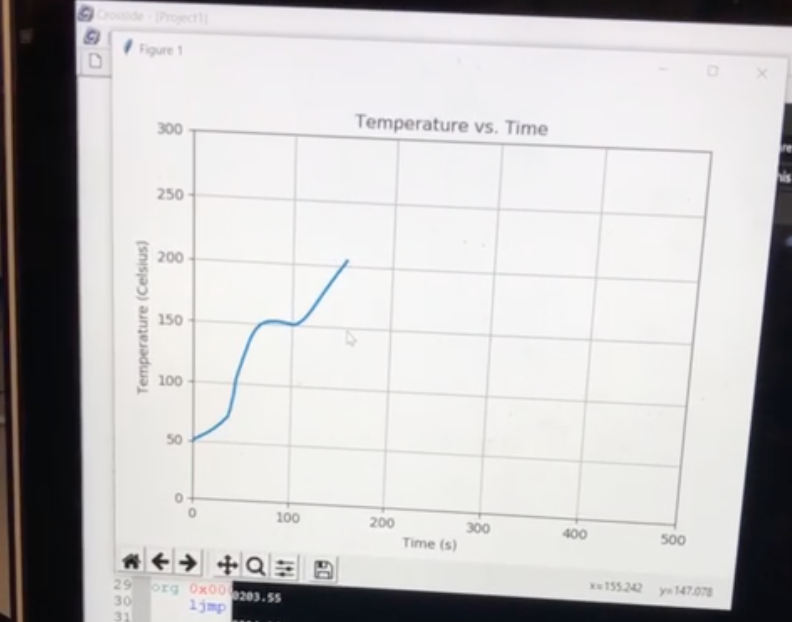 Crosside - [Project1]
Figure 1
Temperature vs. Time
300
250
200
150
100
50
0
Temperature (Celsius)
0 100 200 300 400 500
Time (s)
x=155.242 y=147.078
29 org 0x00
0203.55
30 ljmp
31